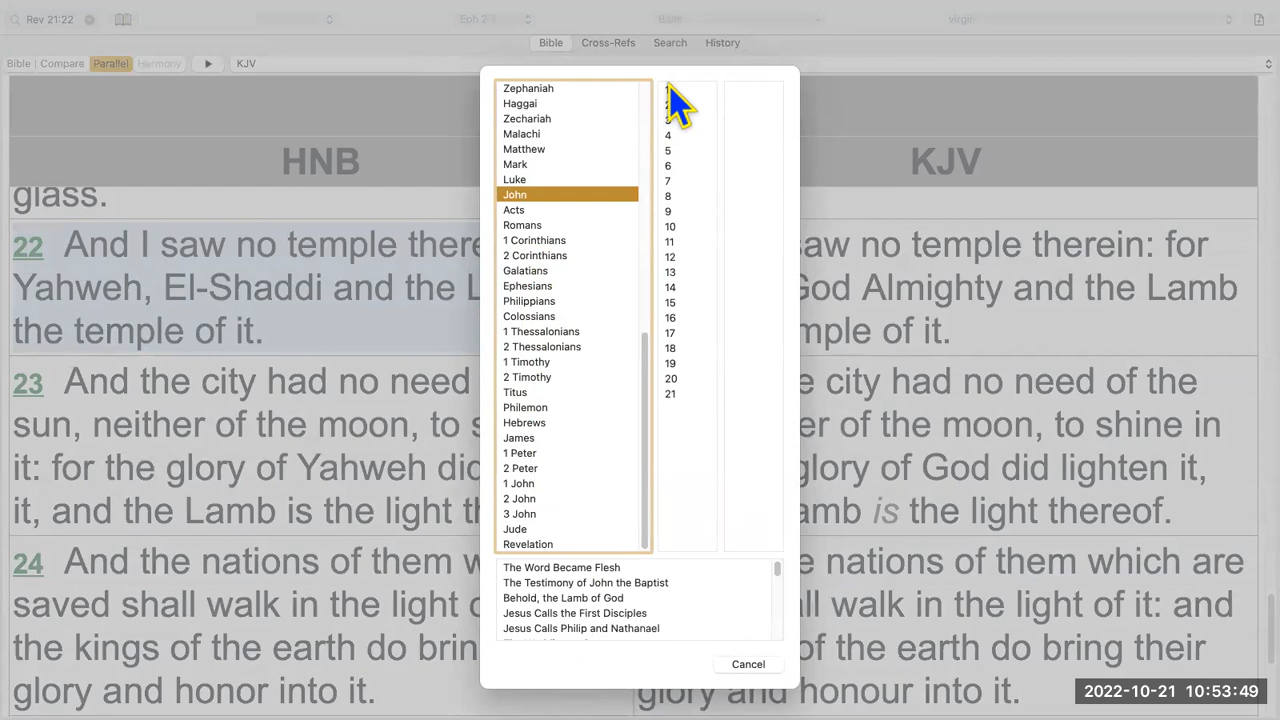 Rev 21:22
Eph 2-3
virgin
Bible
Cross-Refs
Search
History
Bible
Compare
Parallel
Harmony
KJV
HNB
KJV
glass.
22 And I saw no temple there
Yahweh, El-Shaddi and the L
the temple of it.
23 And the city had no need
sun, neither of the moon, to s
it: for the glory of Yahweh did
it, and the Lamb is the light th
24 And the nations of them w
saved shall walk in the light o
the kings of the earth do brin
glory and honor into it.
Zephaniah
Haggai
Zechariah
Malachi
Matthew
Mark
Luke
John
Acts
Romans
1 Corinthians
2 Corinthians
Galatians
Ephesians
Philippians
Colossians
1 Thessalonians
2 Thessalonians
1 Timothy
2 Timothy
Titus
Philemon
Hebrews
James
1 Peter
2 Peter
1 John
2 John
3 John
Jude
Revelation
4
5
6
7
8
9
10
11
12
13
14
15
16
17
18
19
20
21
The Word Became Flesh
The Testimony of John the Baptist
Behold, the Lamb of God
Jesus Calls the First Disciples
Jesus Calls Philip and Nathanael
Cancel
saw no temple therein: for
God Almighty and the Lamb
mple of it.
e city had no need of the
er of the moon, to shine in
glory of God did lighten it,
amb is the light thereof.
e nations of them which are
all walk in the light of it: and
of the earth do bring their
glory and honour into it.
2022-10-21 10:53:49